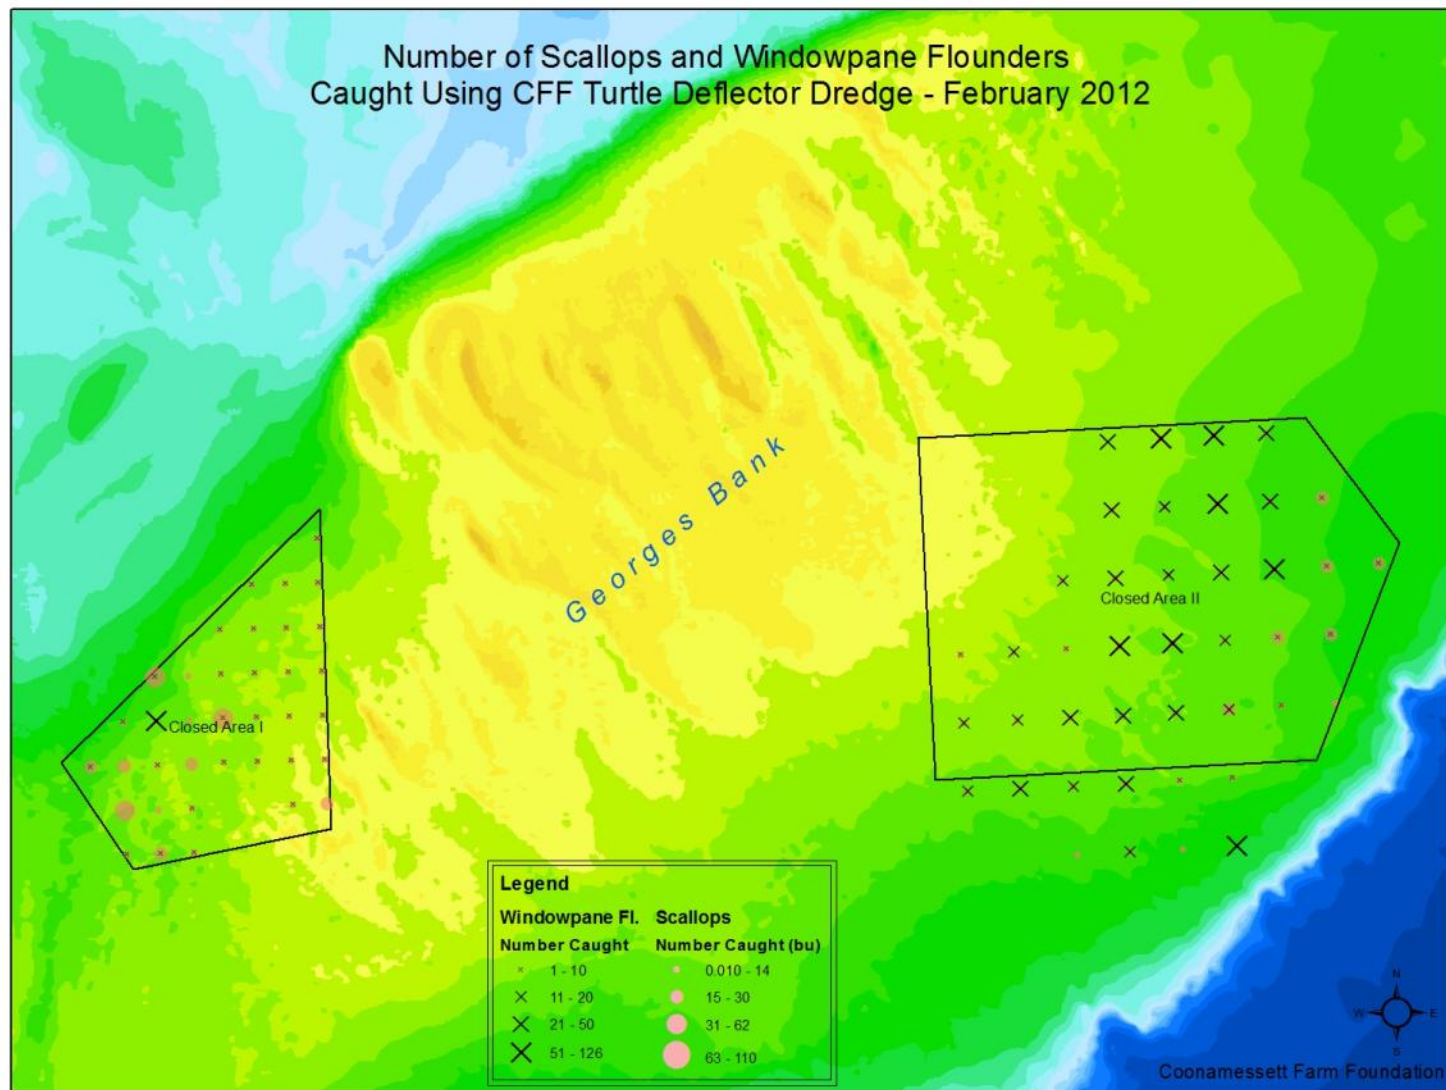 Number of Scallops and Windowpane Flounders
Caught Using CFF Turtle Deflector Dredge - February 2012
Georges Bank
Closed Area II
Closed Area I
Legend
Windowpane Fl. Scallops
Number Caught Number Caught (bu)
1 - 10 0.010 - 14
11 - 20 15 - 30
21 - 50 31 - 62
51 - 126 63 - 110
N
W E
S
Coonamessett Farm Foundation